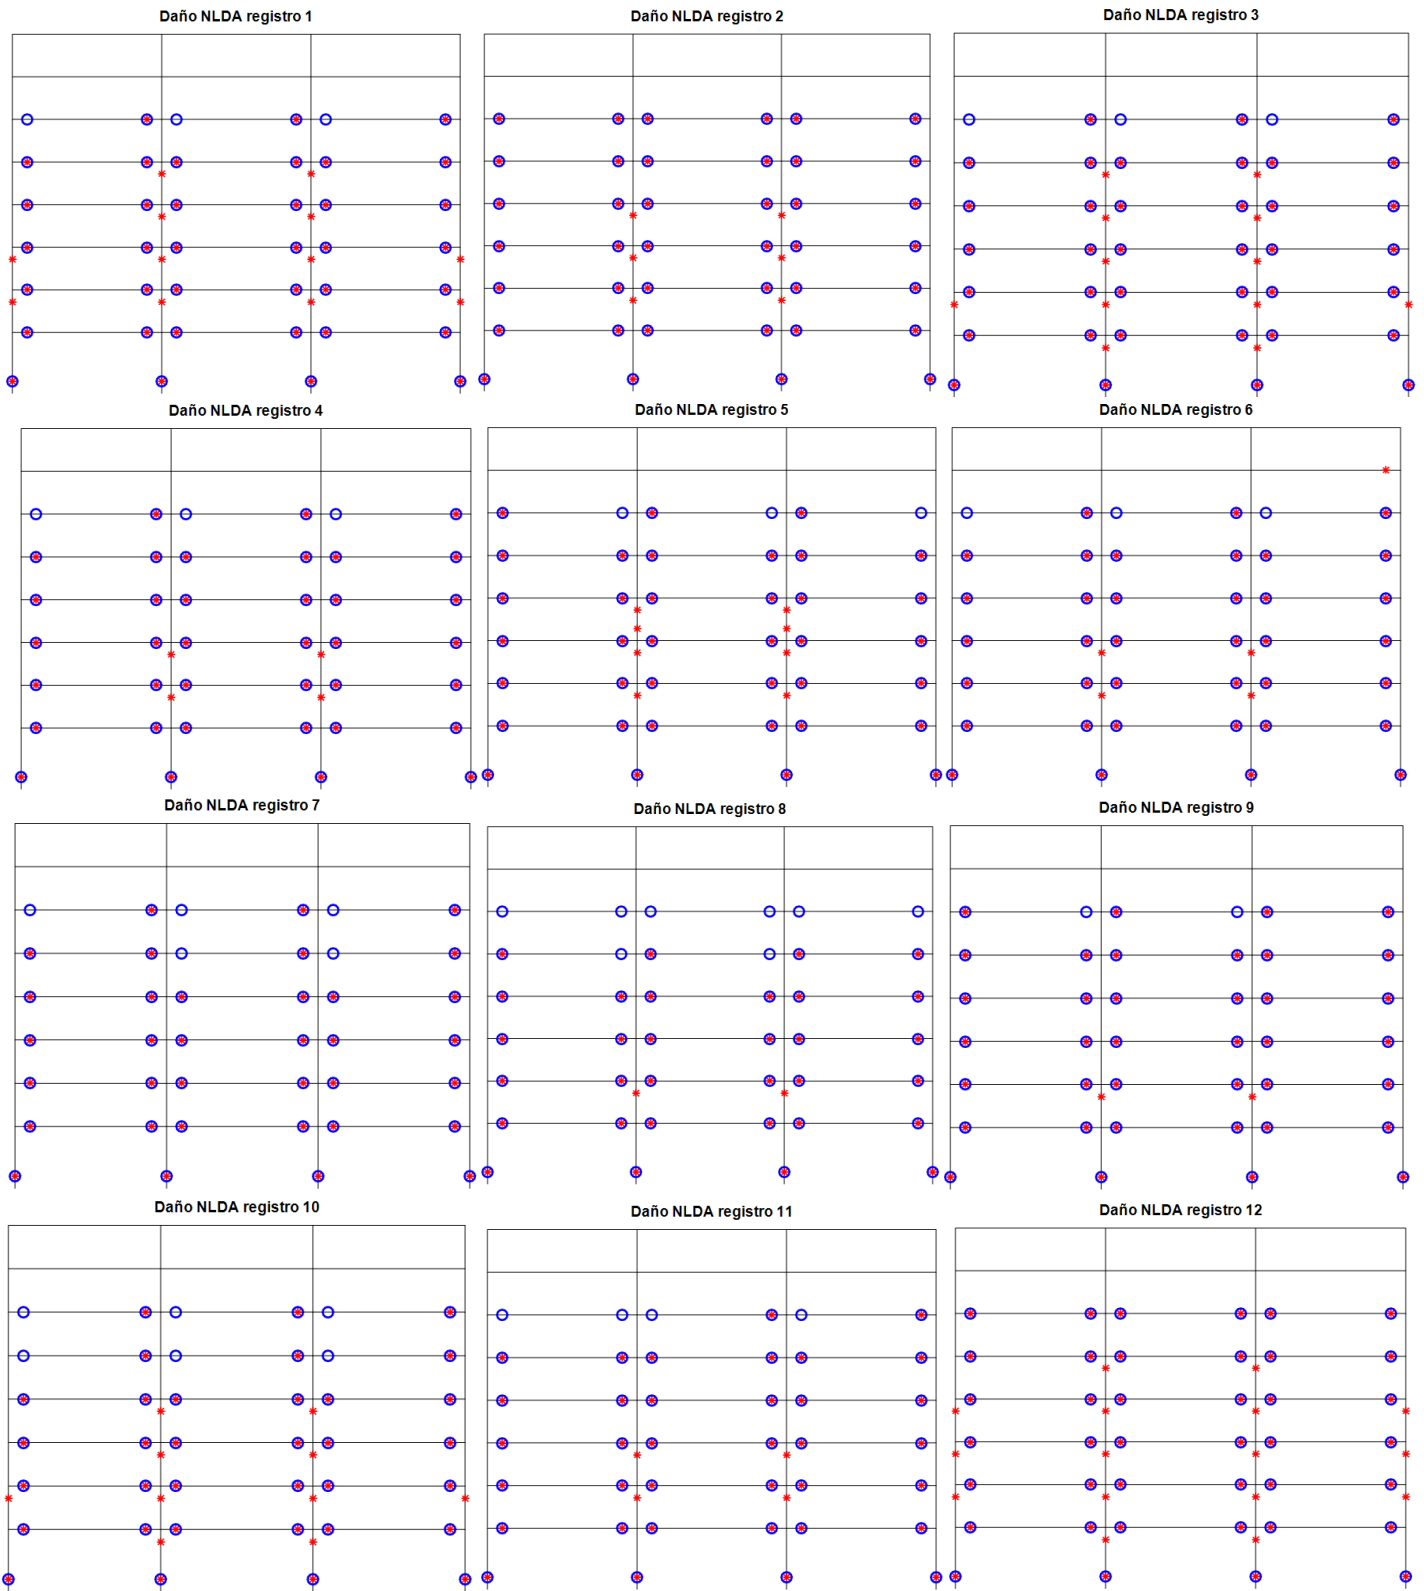 Daño NLDA registro 1
Daño NLDA registro 2
Daño NLDA registro 3
Daño NLDA registro 4
Daño NLDA registro 5
Daño NLDA registro 6
Daño NLDA registro 7
Daño NLDA registro 8
Daño NLDA registro 9
Daño NLDA registro 10
Daño NLDA registro 11
Daño NLDA registro 12